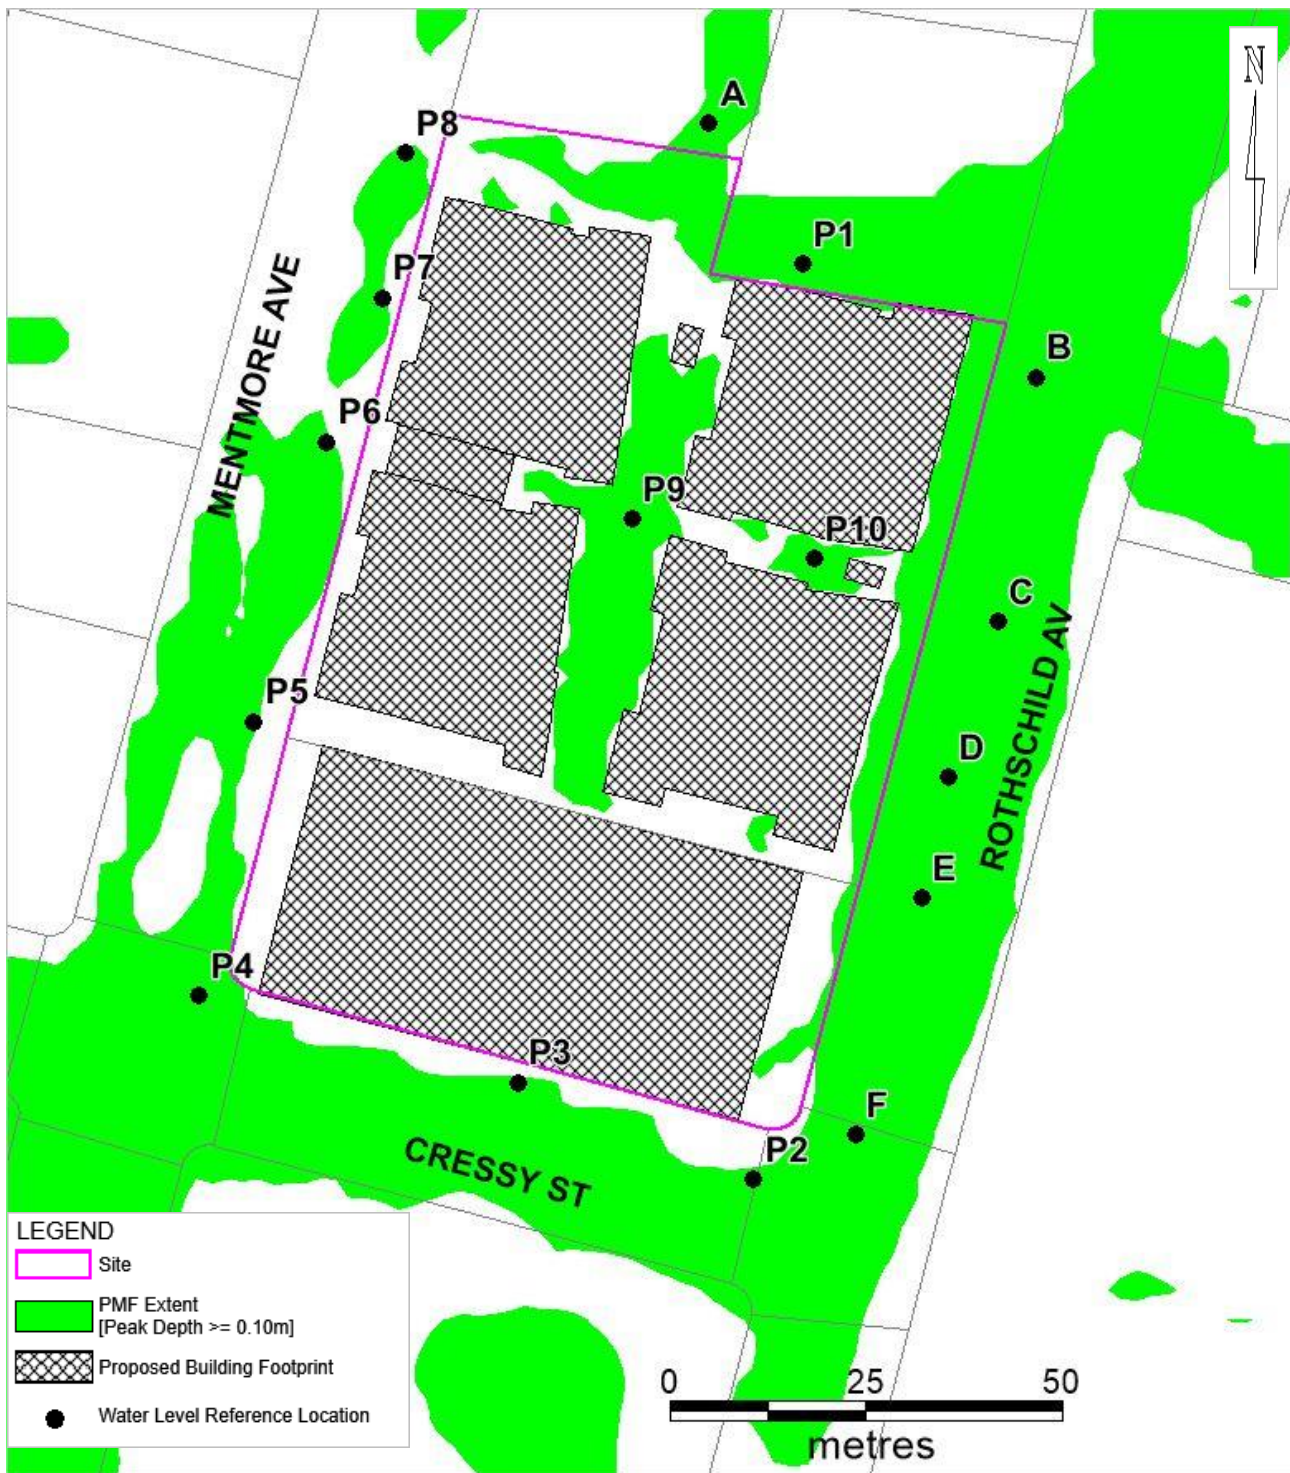 N
A
P8
P1
P7
B
MENTMORE AVE
P6
P9
P10
C
ROTHSCHILD AV
P5
D
E
P4
P3
F
P2
CRESSY ST
LEGEND
Site
PMF Extent
[Peak Depth >= 0.10m]
Proposed Building Footprint
Water Level Reference Location
0 25 50
metres